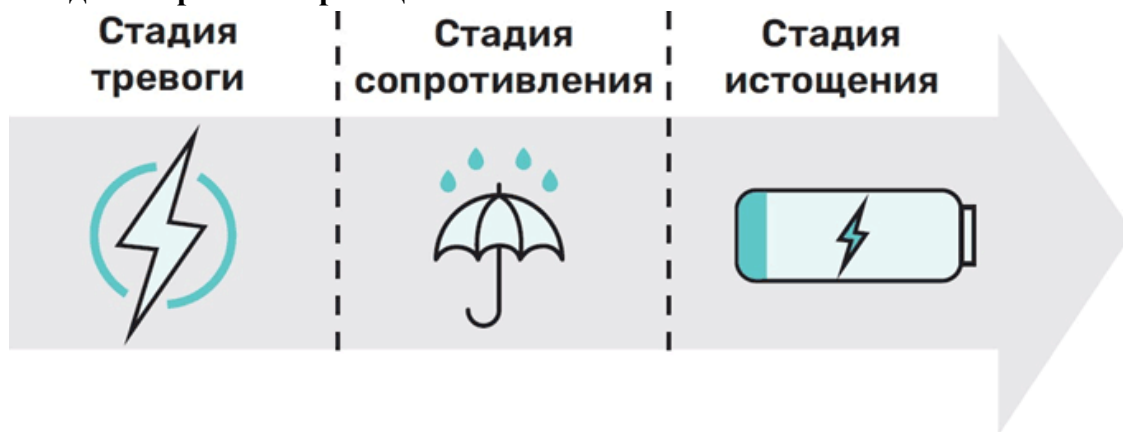 Стадия
тревоги
Стадия
сопротивления
Стадия
истощения